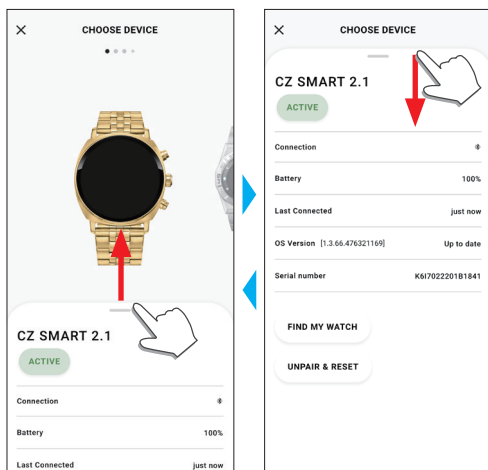 CHOOSE DEVICE
CZ SMART 2.1
ACTIVE
Connection
Battery 100%
Last Connected just now
CHOOSE DEVICE
CZ SMART 2.1
ACTIVE
Connection
Battery 100%
Last Connected just now
OS Version [1.3.66.476321169] Up to date
Serial number K6I7022201B1841
FIND MY WATCH
UNPAIR & RESET